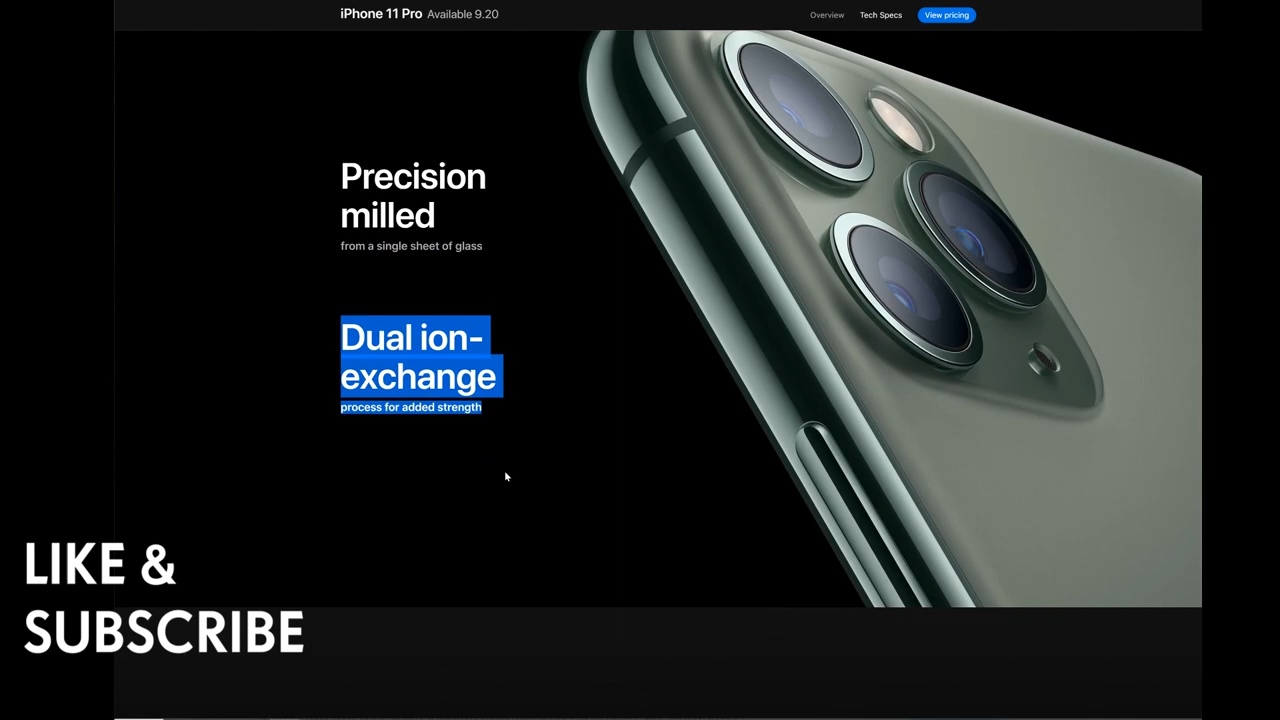 iPhone 11 Pro Available 9.20
Overview Tech Specs View pricing
Precision
milled
from a single sheet of glass
Dual ion-
exchange
process for added strength
LIKE &
SUBSCRIBE